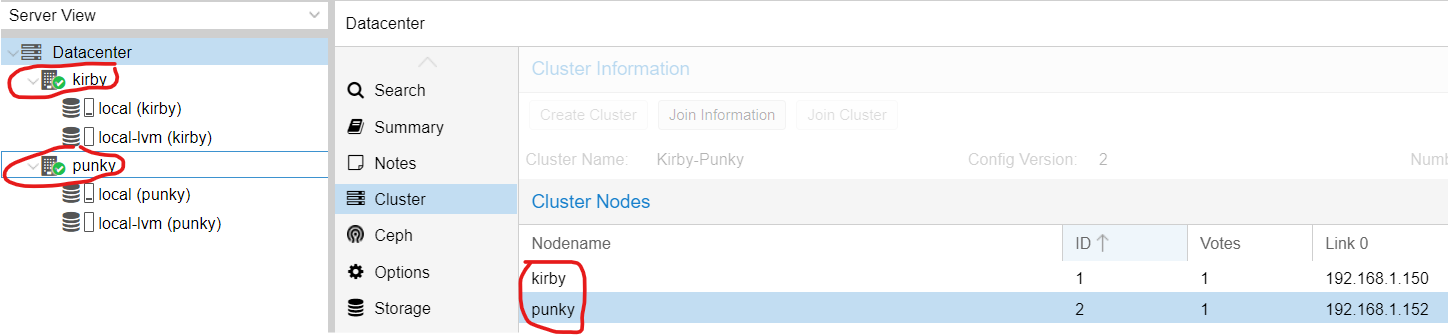 Server View
Datacenter
kirby
local (kirby)
local-lvm (kirby)
punky
local (punky)
local-lvm (punky)
Datacenter
Search
Summary
Notes
Cluster
Ceph
Options
Storage
Cluster Information
Create Cluster Join Information Join Cluster
Cluster Name: Kirby-Punky Config Version: 2 Numb
Cluster Nodes
Nodename ID Votes Link 0
kirby 1 1 192.168.1.150
punky 2 1 192.168.1.152